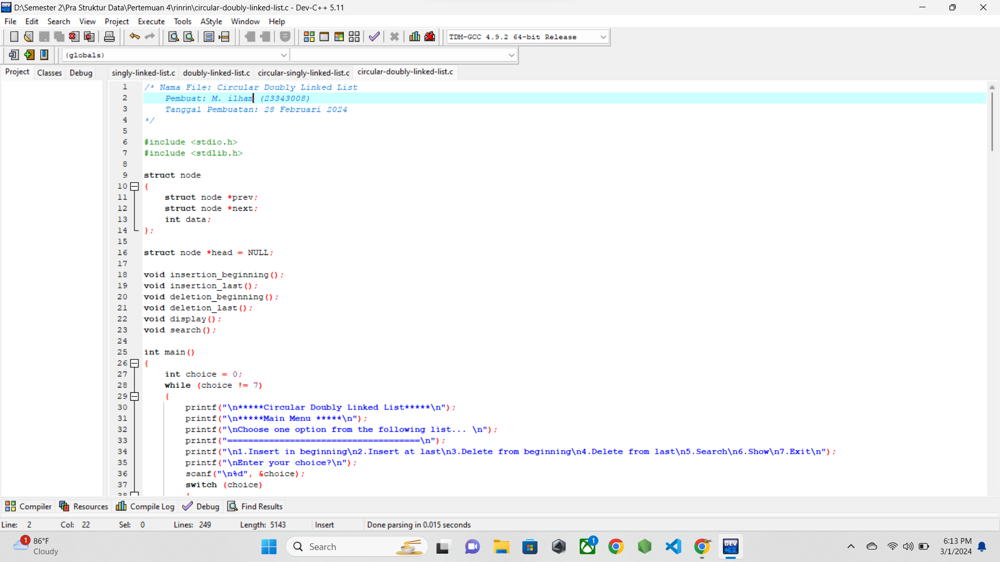 D:\Semester 2\Pra Struktur Data\Pertemuan 4\rinrin\circular-doubly-linked-list.c - Dev-C++ 5.11
File Edit Search View Project Execute Tools AStyle Window Help
TDM-GCC 4.9.2 64-bit Release
(globals)
Project Classes Debug singly-linked-list.c doubly-linked-list.c circular-singly-linked-list.c circular-doubly-linked-list.c
1 /* Nama File: Circular Doubly Linked List
2 Pembuat: M. ilham (23343008)
3 Tanggal Pembuatan: 28 Februari 2024
4 */
5
6 #include <stdio.h>
7 #include <stdlib.h>
8
9 struct node
10 {
11 struct node *prev;
12 struct node *next;
13 int data;
14 };
15
16 struct node *head = NULL;
17
18 void insertion_beginning();
19 void insertion_last();
20 void deletion_beginning();
21 void deletion_last();
22 void display();
23 void search();
24
25 int main()
26 {
27 int choice = 0;
28 while (choice != 7)
29 {
30 printf("\n*****Circular Doubly Linked List*****\n");
31 printf("\n*****Main Menu *****\n");
32 printf("\nChoose one option from the following list... \n");
33 printf("=====================================\n");
34 printf("\n1.Insert in beginning\n2.Insert at last\n3.Delete from beginning\n4.Delete from last\n5.Search\n6.Show\n7.Exit\n");
35 printf("\nEnter your choice?\n");
36 scanf("\n%d", &choice);
37 switch (choice)
38 {
Compiler Resources Compile Log Debug Find Results
Line: 2 Col: 22 Sel: 0 Lines: 249 Length: 5143 Insert Done parsing in 0.015 seconds
1 86°F
Cloudy
Search
1
DEV C++
6:13 PM
3/1/2024